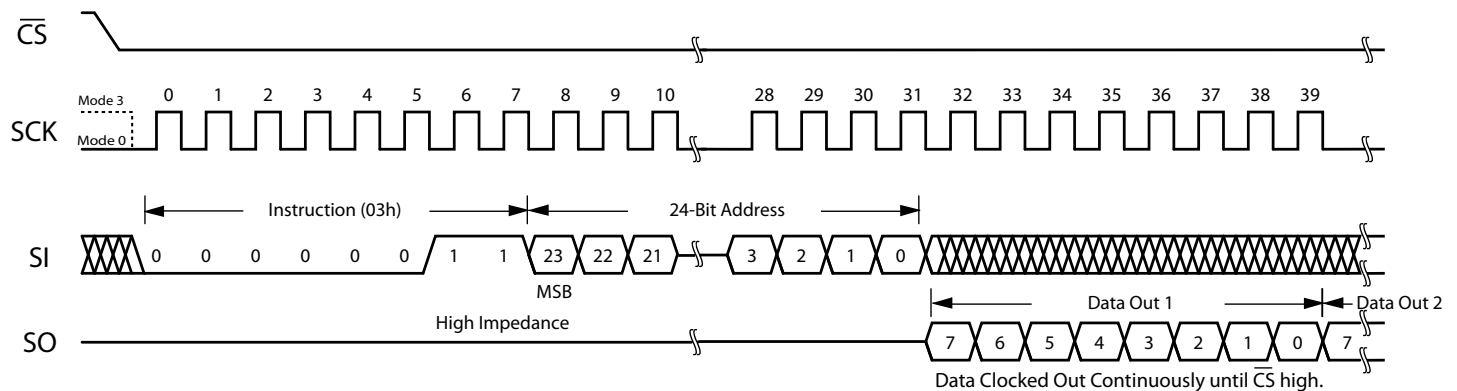 CS
Mode 3
0 1 2 3 4 5 6 7 8 9 10 28 29 30 31 32 33 34 35 36 37 38 39
SCK
Mode 0
Instruction (03h) 24-Bit Address
SI 0 0 0 0 0 0 1 1 23 22 21 3 2 1 0
MSB
Data Out 1 Data Out 2
High Impedance
SO 7 6 5 4 3 2 1 0 7
Data Clocked Out Continuously until CS high.